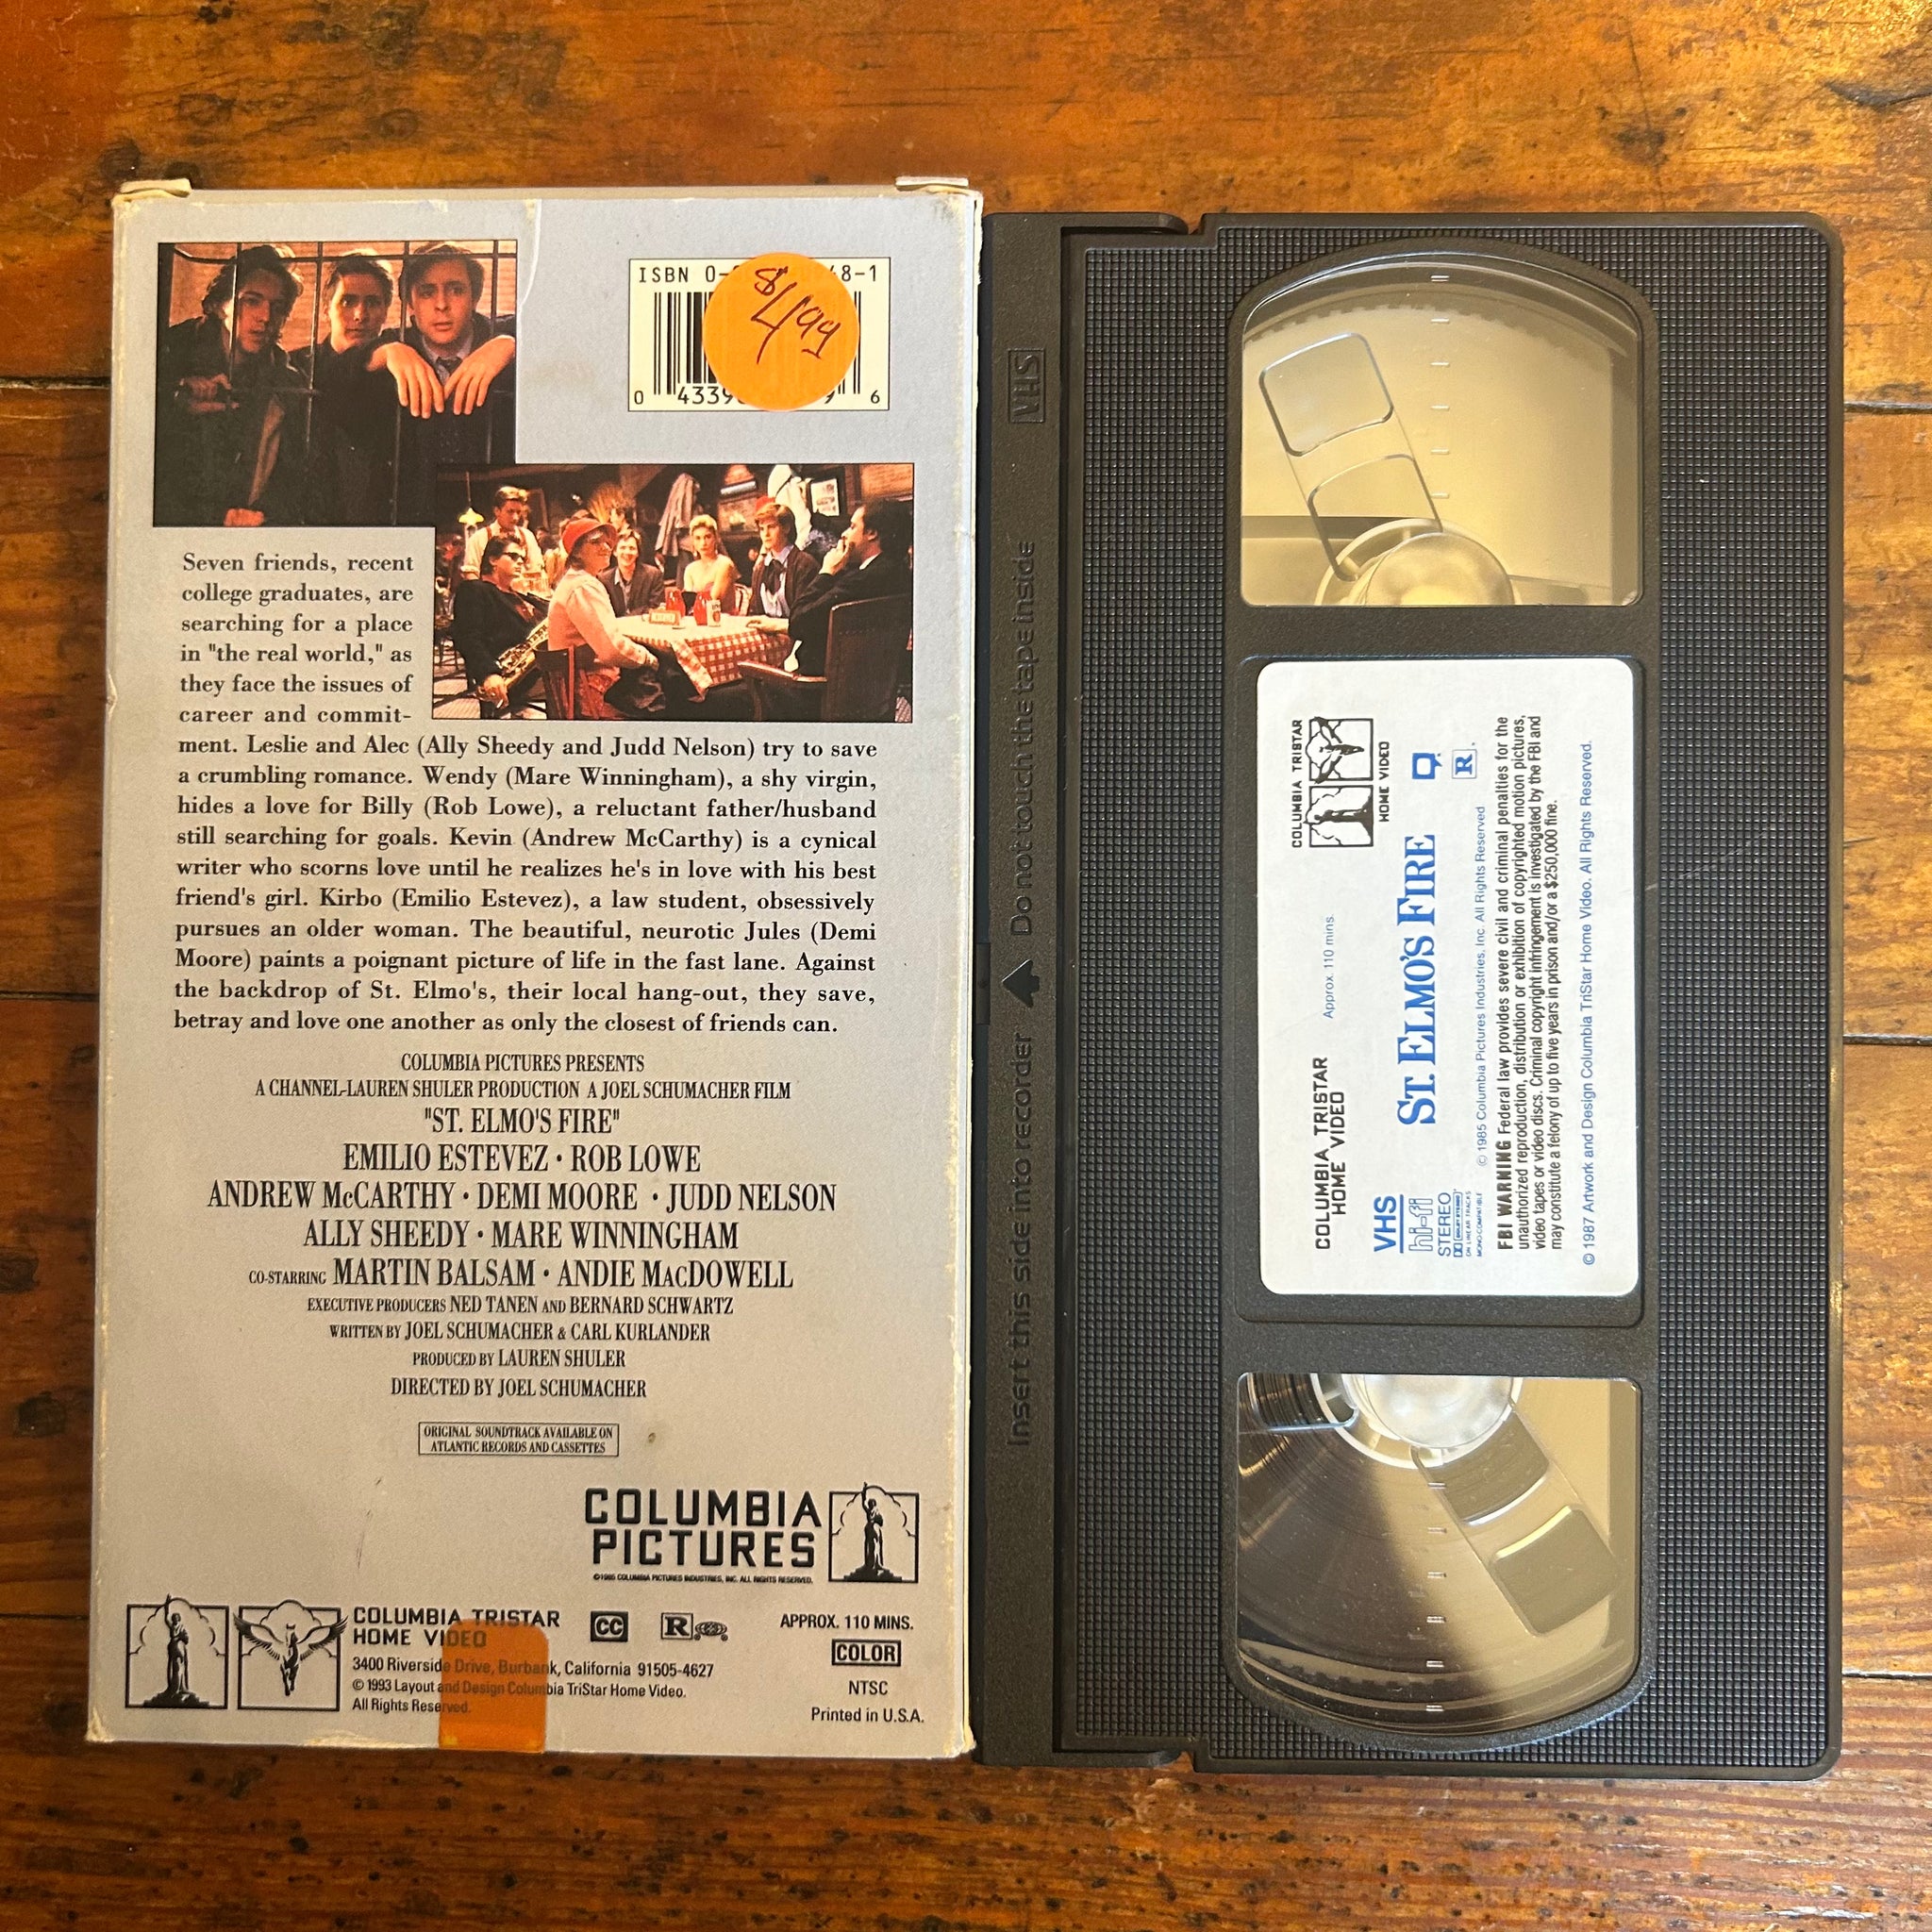 ISBN 0-
48-1
8/4/99
0
4339
9
6
Seven friends, recent
college graduates, are
searching for a place
in "the real world," as
they face the issues of
career and commit-
ment. Leslie and Alec (Ally Sheedy and Judd Nelson) try to save
a crumbling romance. Wendy (Mare Winningham), a shy virgin,
hides a love for Billy (Rob Lowe), a reluctant father/husband
still searching for goals. Kevin (Andrew McCarthy) is a cynical
writer who scorns love until he realizes he's in love with his best
friend's girl. Kirbo (Emilio Estevez), a law student, obsessively
pursues an older woman. The beautiful, neurotic Jules (Demi
Moore) paints a poignant picture of life in the fast lane. Against
the backdrop of St. Elmo's, their local hang-out, they save,
betray and love one another as only the closest of friends can.
COLUMBIA PICTURES PRESENTS
A CHANNEL-LAUREN SHULER PRODUCTION A JOEL SCHUMACHER FILM
"ST. ELMO'S FIRE"
EMILIO ESTEVEZ • ROB LOWE
ANDREW McCARTHY • DEMI MOORE • JUDD NELSON
ALLY SHEEDY • MARE WINNINGHAM
CO-STARRING MARTIN BALSAM • ANDIE MACDOWELL
EXECUTIVE PRODUCERS NED TANEN AND BERNARD SCHWARTZ
WRITTEN BY JOEL SCHUMACHER & CARL KURLANDER
PRODUCED BY LAUREN SHULER
DIRECTED BY JOEL SCHUMACHER
ORIGINAL SOUNDTRACK AVAILABLE ON
ATLANTIC RECORDS AND CASSETTES
COLUMBIA
PICTURES
©1985 COLUMBIA PICTURES INDUSTRIES, INC. ALL RIGHTS RESERVED.
COLUMBIA TRISTAR
HOME VIDEO
3400 Riverside Drive, Burbank, California 91505-4627
© 1993 Layout and Design Columbia TriStar Home Video.
All Rights Reserved.
CC
R
APPROX. 110 MINS.
COLOR
NTSC
Printed in U.S.A.
VHS
Insert this side into recorder
Do not touch the tape inside
COLUMBIA TRISTAR
HOME VIDEO
Approx. 110 mins.
COLUMBIA TRISTAR
HOME VIDEO
VHS
hi-fi
STEREO
DOLBY SYSTEM
ON LINEAR TRACKS
MONO COMPATIBLE
ST. ELMO'S FIRE
R
© 1985 Columbia Pictures Industries, Inc. All Rights Reserved
FBI WARNING Federal law provides severe civil and criminal penalties for the
unauthorized reproduction, distribution or exhibition of copyrighted motion pictures,
video tapes or video discs. Criminal copyright infringement is investigated by the FBI and
may constitute a felony of up to five years in prison and/or a $250,000 fine.
© 1987 Artwork and Design Columbia TriStar Home Video. All Rights Reserved.